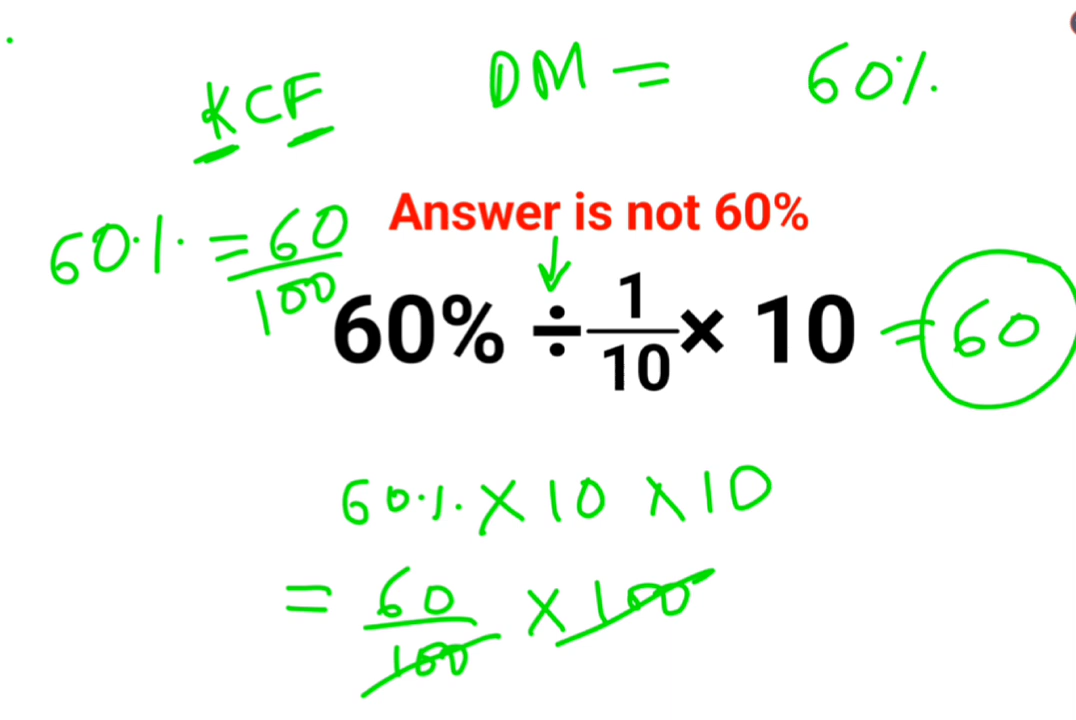 DM = 60%
KCF
Answer is not 60%
60% = 60/100
60% ÷ 1/10 × 10 = 60
60% × 10 × 10
= 60/100 × 100